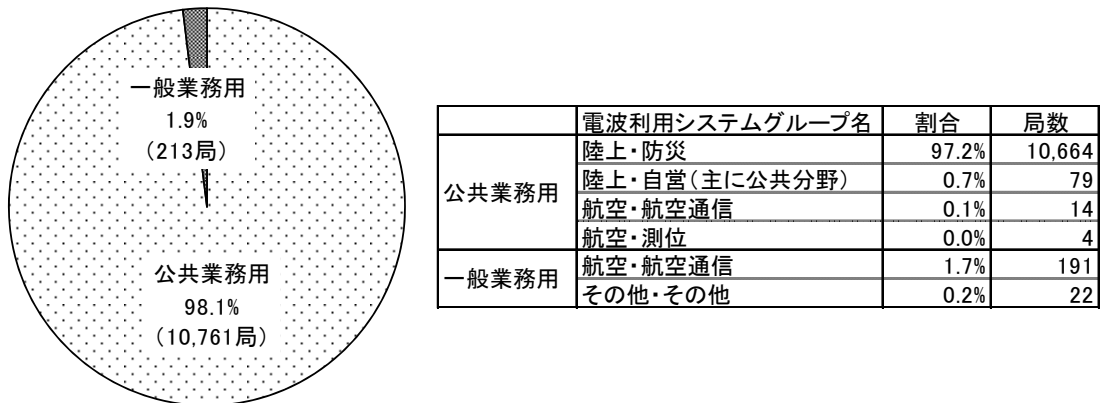 一般業務用
1.9%
(213局)
公共業務用
98.1%
(10,761局)
電波利用システムグループ名 割合 局数
公共業務用
陸上・防災 97.2% 10,664
陸上・自営(主に公共分野) 0.7% 79
航空・航空通信 0.1% 14
航空・測位 0.0% 4
一般業務用
航空・航空通信 1.7% 191
その他・その他 0.2% 22